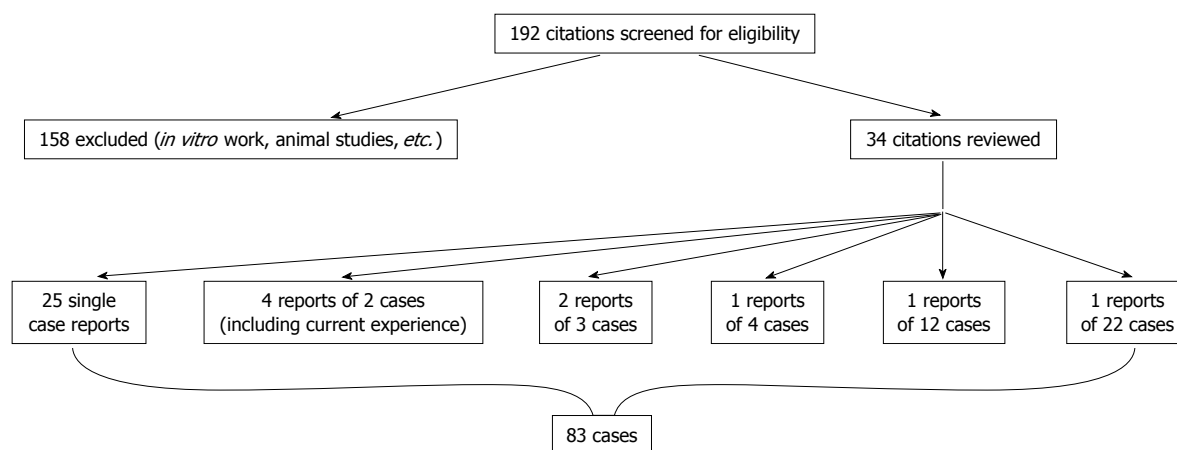 192 citations screened for eligibility
158 excluded (in vitro work, animal studies, etc.)
34 citations reviewed
25 single
case reports
4 reports of 2 cases
(including current experience)
2 reports
of 3 cases
1 reports
of 4 cases
1 reports
of 12 cases
1 reports
of 22 cases
83 cases